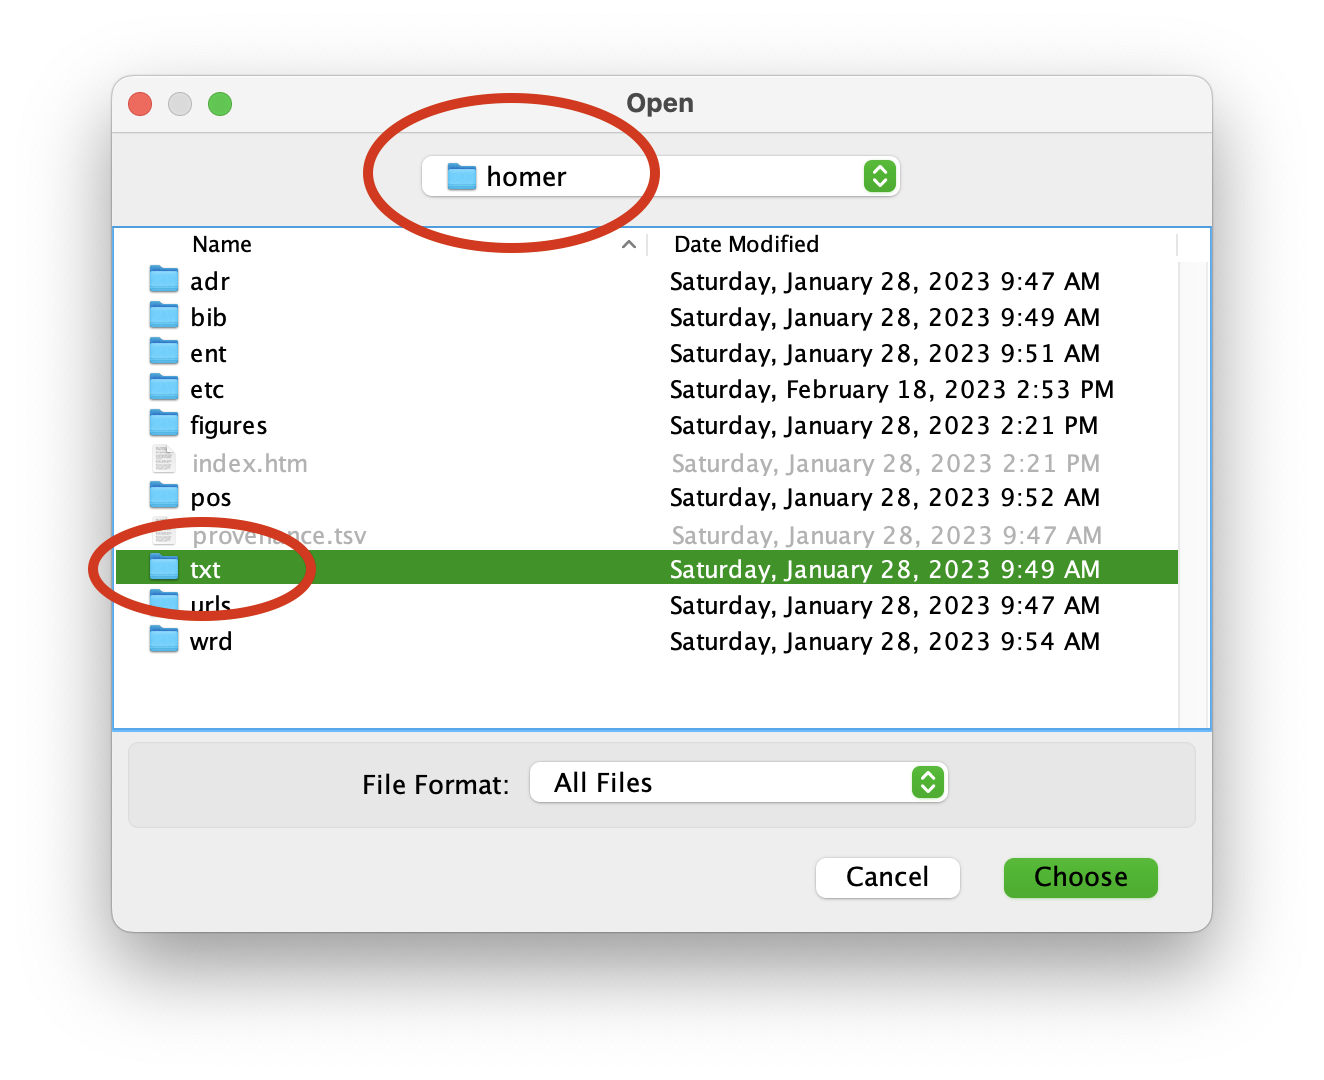 Open
homer
Name Date Modified
adr Saturday, January 28, 2023 9:47 AM
bib Saturday, January 28, 2023 9:49 AM
ent Saturday, January 28, 2023 9:51 AM
etc Saturday, February 18, 2023 2:53 PM
figures Saturday, January 28, 2023 2:21 PM
index.htm Saturday, January 28, 2023 2:21 PM
pos Saturday, January 28, 2023 9:52 AM
provenance.tsv Saturday, January 28, 2023 9:47 AM
txt Saturday, January 28, 2023 9:49 AM
urls Saturday, January 28, 2023 9:47 AM
wrd Saturday, January 28, 2023 9:54 AM
File Format: All Files
Cancel Choose